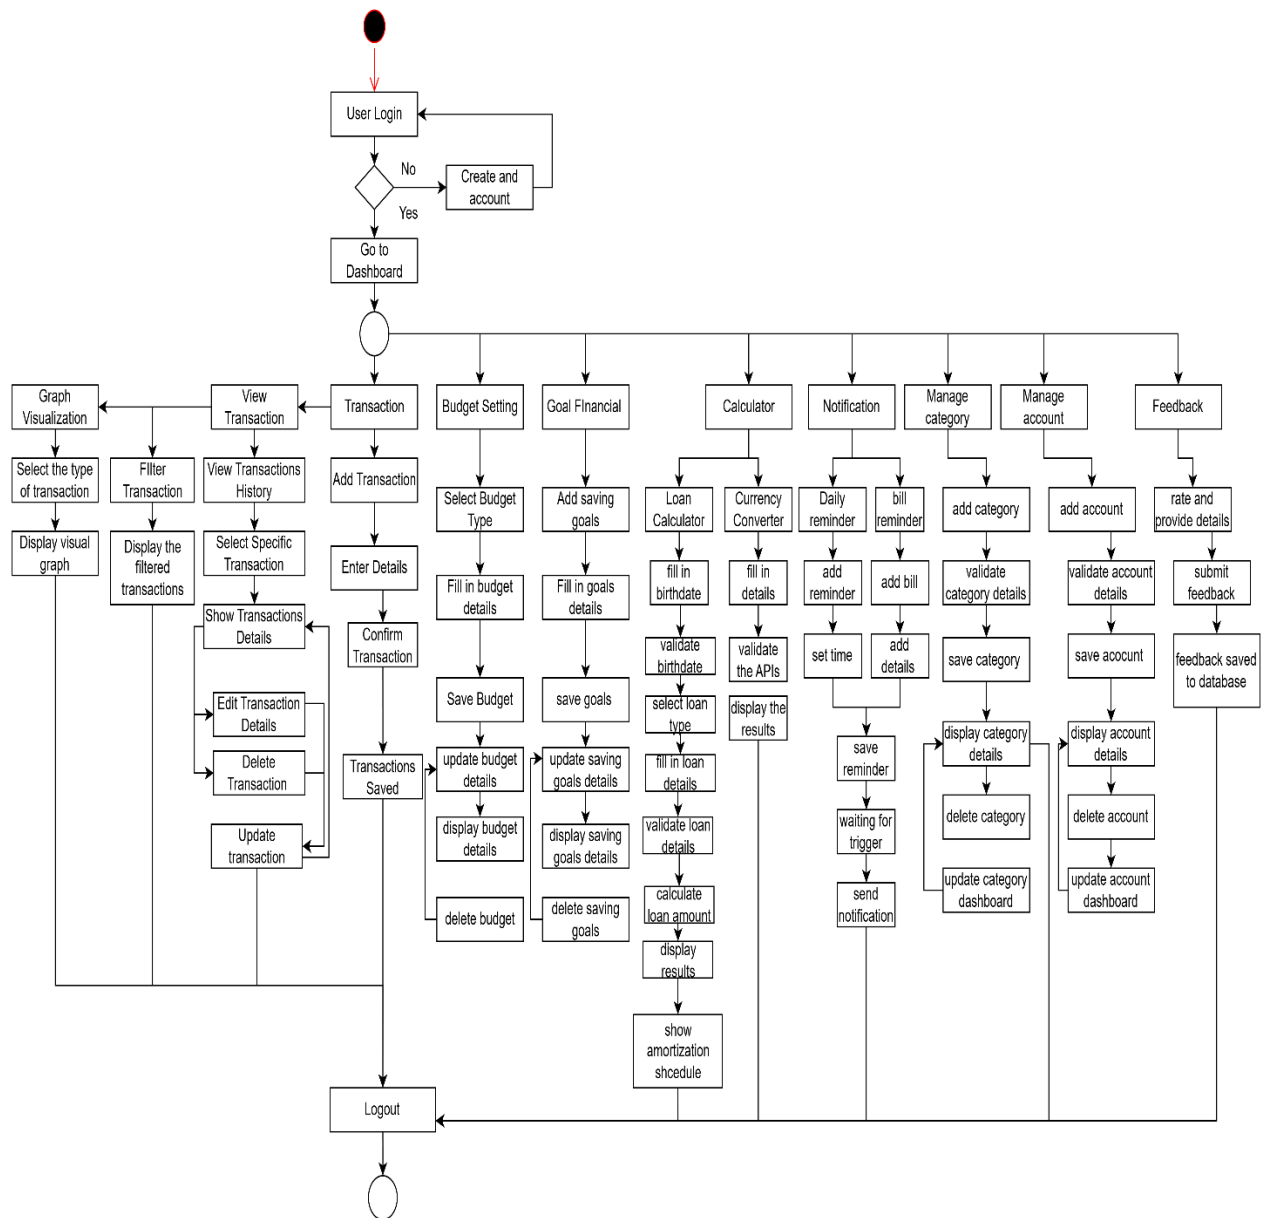 User Login
No
Create and
account
Yes
Go to
Dashboard
Graph
Visualization
View
Transaction
Transaction
Budget Setting
Goal FInancial
Calculator
Notification
Manage
category
Manage
account
Feedback
Select the type
of transaction
FIlter
Transaction
View Transactions
History
Add Transaction
Select Budget
Type
Add saving
goals
Loan
Calculator
Currency
Converter
Daily
reminder
bill
reminder
add category
add account
rate and
provide details
Display visual
graph
Display the
filtered
transactions
Select Specific
Transaction
Enter Details
Fill in budget
details
Fill in goals
details
fill in
birthdate
fill in
details
add
reminder
add bill
validate
category details
validate account
details
submit
feedback
Show Transactions
Details
Confirm
Transaction
validate
birthdate
validate
the APIs
set time
add
details
save category
save acocunt
feedback saved
to database
Edit Transaction
Details
Save Budget
save goals
select loan
type
display the
results
Delete
Transaction
Transactions
Saved
update budget
details
update saving
goals details
fill in loan
details
save
reminder
display category
details
display account
details
Update
transaction
display budget
details
display saving
goals details
validate loan
details
waiting for
trigger
delete category
delete account
delete budget
delete saving
goals
calculate
loan amount
send
notification
update category
dashboard
update account
dashboard
display
results
show
amortization
shcedule
Logout